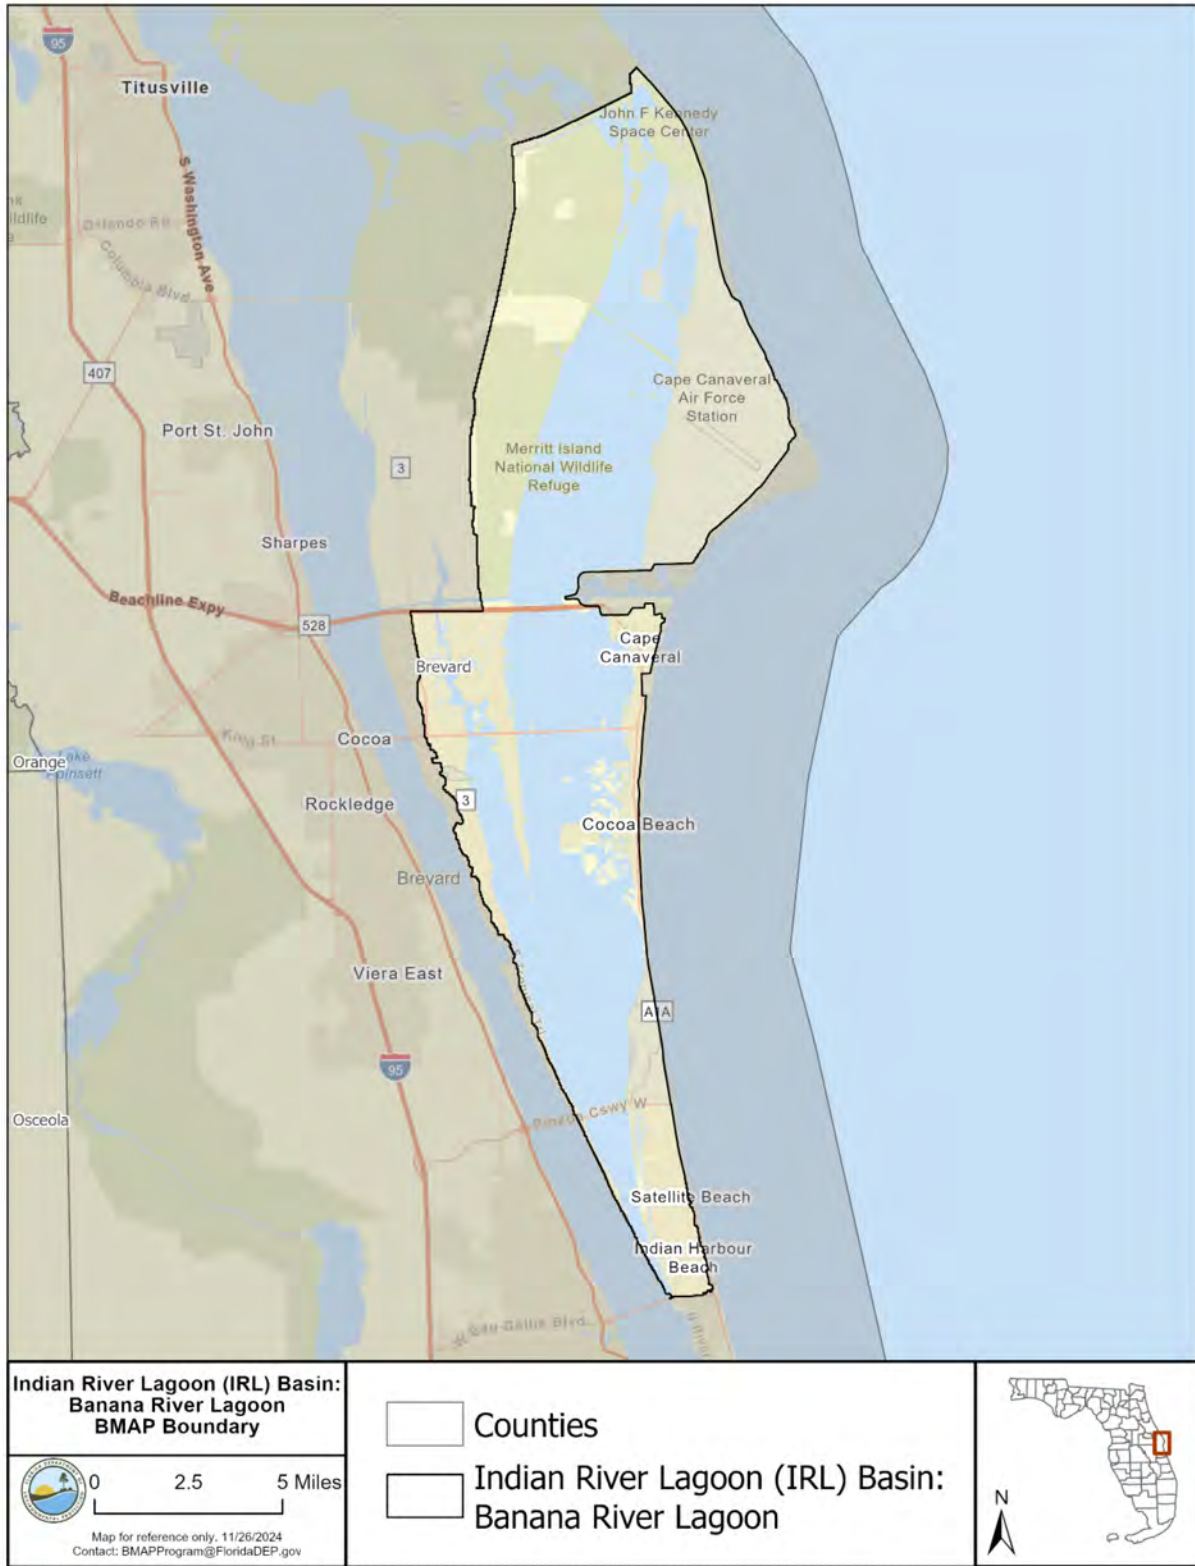 95
Titusville
John F Kennedy
Space Center
S Washington Ave
Orlando Rd
Columbia Blvd
407
Cape Canaveral
Air Force
Station
Port St. John
3
Merritt Island
National Wildlife
Refuge
Sharpes
Beachline Expy
528
Cape
Canaveral
Brevard
King St
Cocoa
Orange
Lake
Poinsett
3
Rockledge
Cocoa Beach
Brevard
Viera East
A1A
95
Pineda Cswy W
Osceola
Satellite Beach
Indian Harbour
Beach
W Eau Gallie Blvd
Indian River Lagoon (IRL) Basin:
Banana River Lagoon
BMAP Boundary
0 2.5 5 Miles
Map for reference only. 11/26/2024
Contact: BMAPProgram@FloridaDEP.gov
Counties
Indian River Lagoon (IRL) Basin:
Banana River Lagoon
N